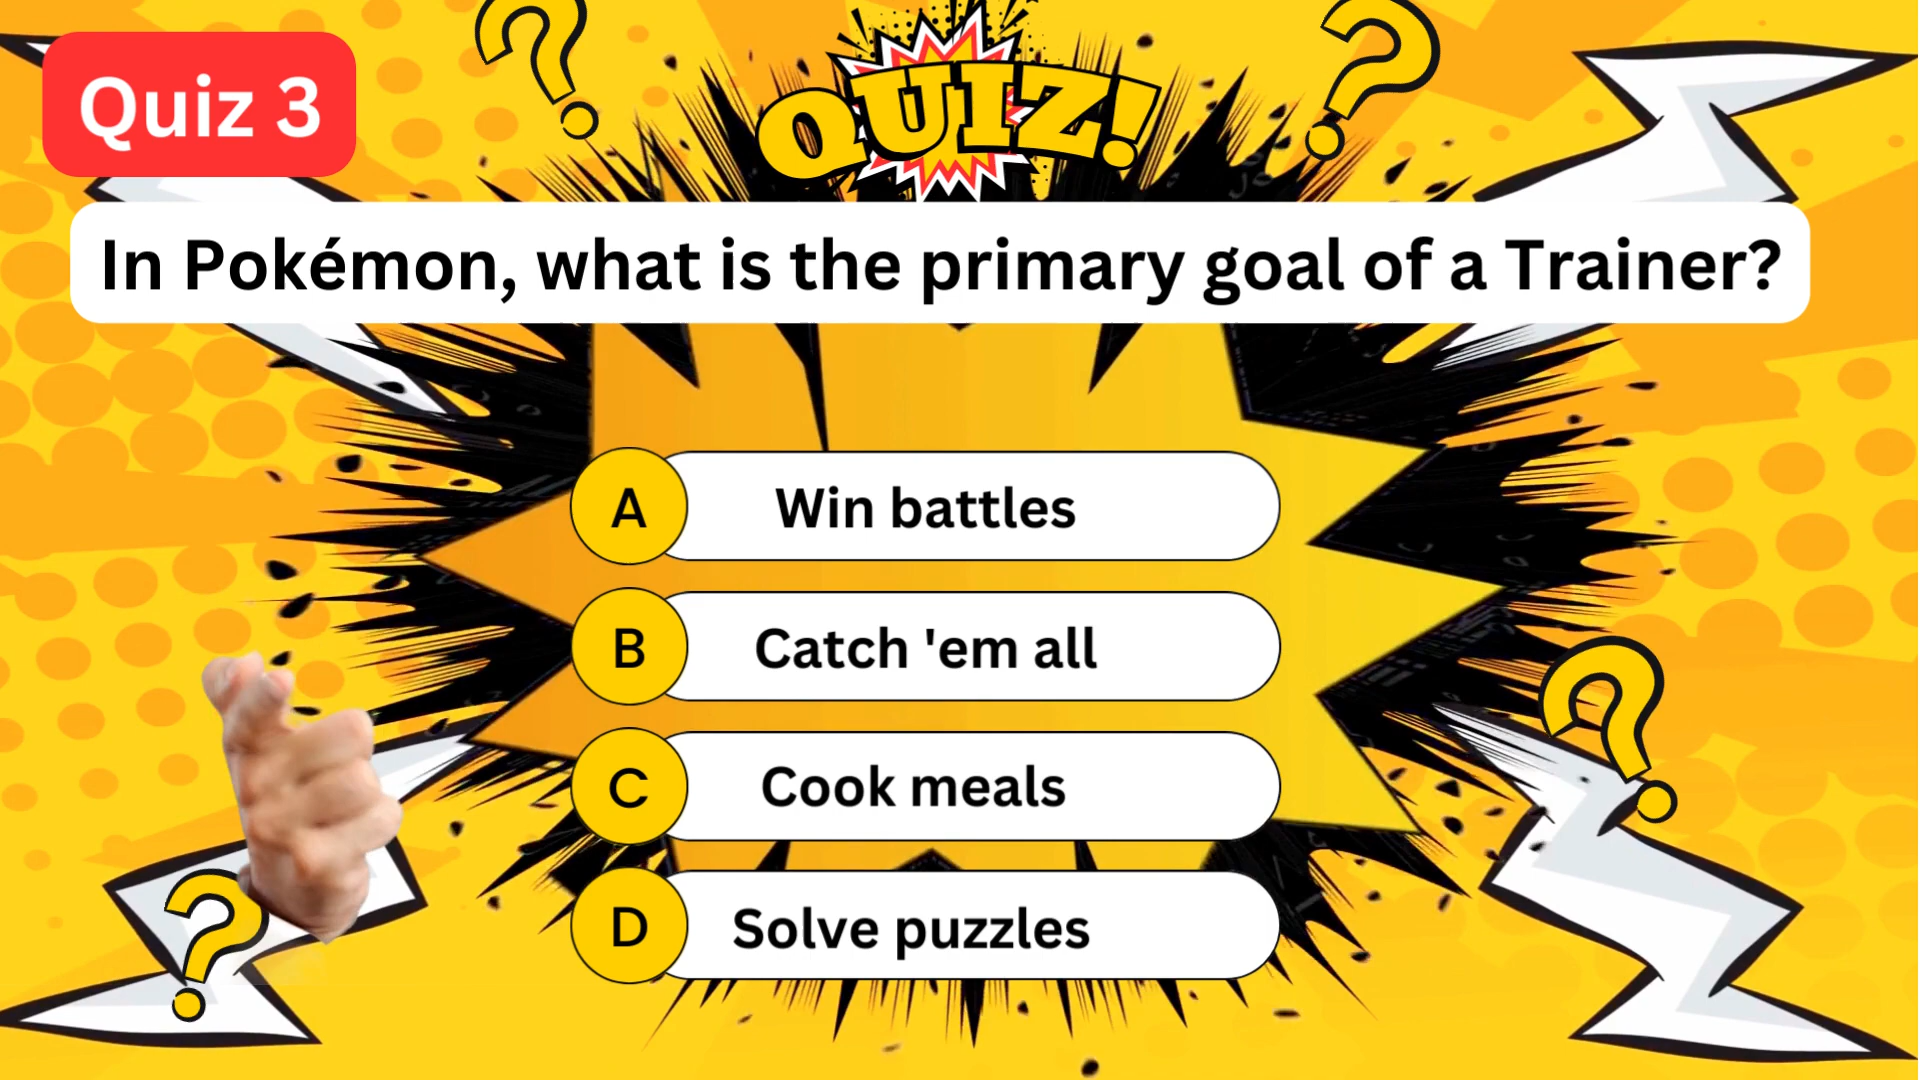 Quiz 3
QUIZ!
In Pokémon, what is the primary goal of a Trainer?
A Win battles
B Catch 'em all
C Cook meals
D Solve puzzles